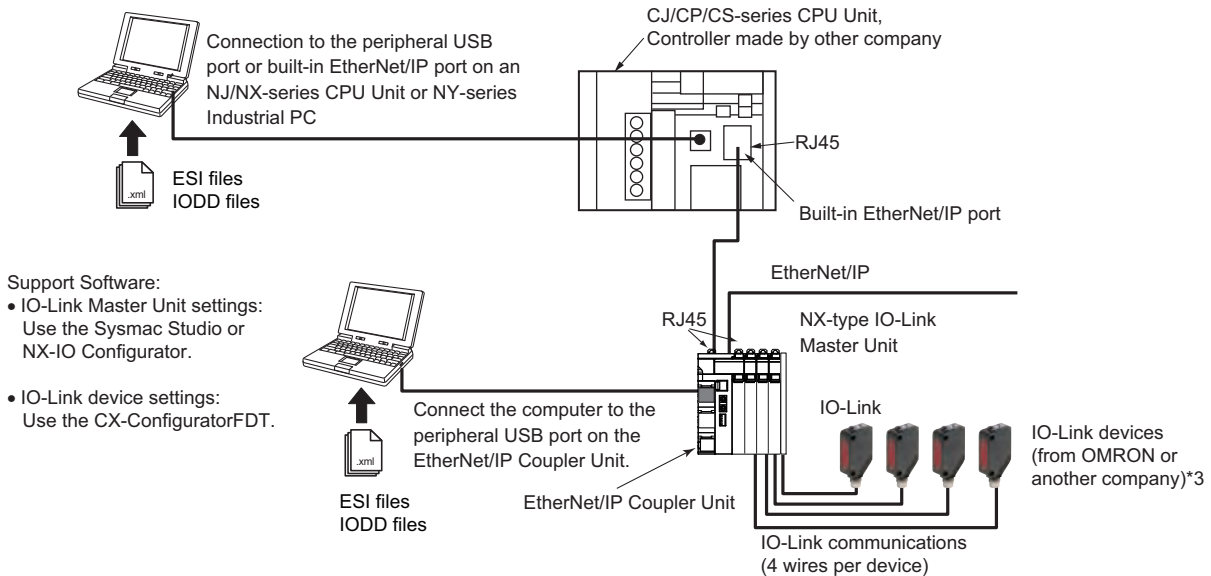 CJ/CP/CS-series CPU Unit,
Controller made by other company
Connection to the peripheral USB
port or built-in EtherNet/IP port on an
NJ/NX-series CPU Unit or NY-series
Industrial PC
RJ45
.xml
ESI files
IODD files
Built-in EtherNet/IP port
EtherNet/IP
Support Software:
• IO-Link Master Unit settings:
Use the Sysmac Studio or
NX-IO Configurator.
• IO-Link device settings:
Use the CX-ConfiguratorFDT.
RJ45
NX-type IO-Link
Master Unit
Connect the computer to the
peripheral USB port on the
EtherNet/IP Coupler Unit.
IO-Link
IO-Link devices
(from OMRON or
another company)*3
.xml
ESI files
IODD files
EtherNet/IP Coupler Unit
IO-Link communications
(4 wires per device)